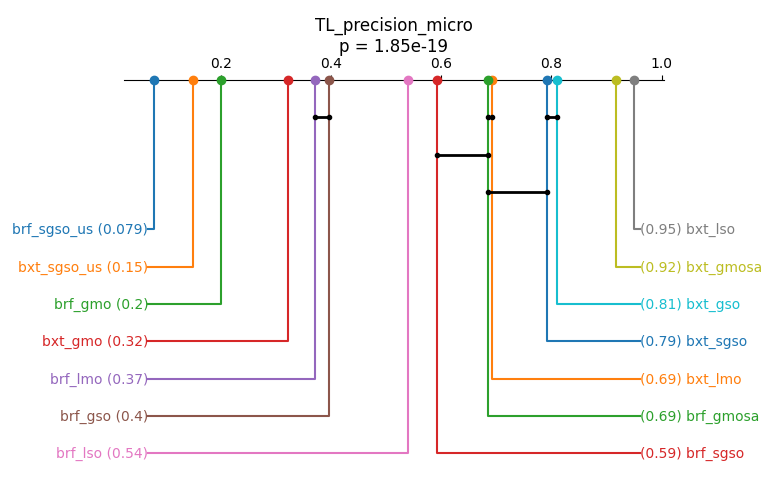 TL_precision_micro
p = 1.85e-19
0.2 0.4 0.6 0.8 1.0
brf_sgso_us (0.079) (0.95) bxt_lso
bxt_sgso_us (0.15) (0.92) bxt_gmosa
brf_gmo (0.2) (0.81) bxt_gso
bxt_gmo (0.32) (0.79) bxt_sgso
brf_lmo (0.37) (0.69) bxt_lmo
brf_gso (0.4) (0.69) brf_gmosa
brf_lso (0.54) (0.59) brf_sgso